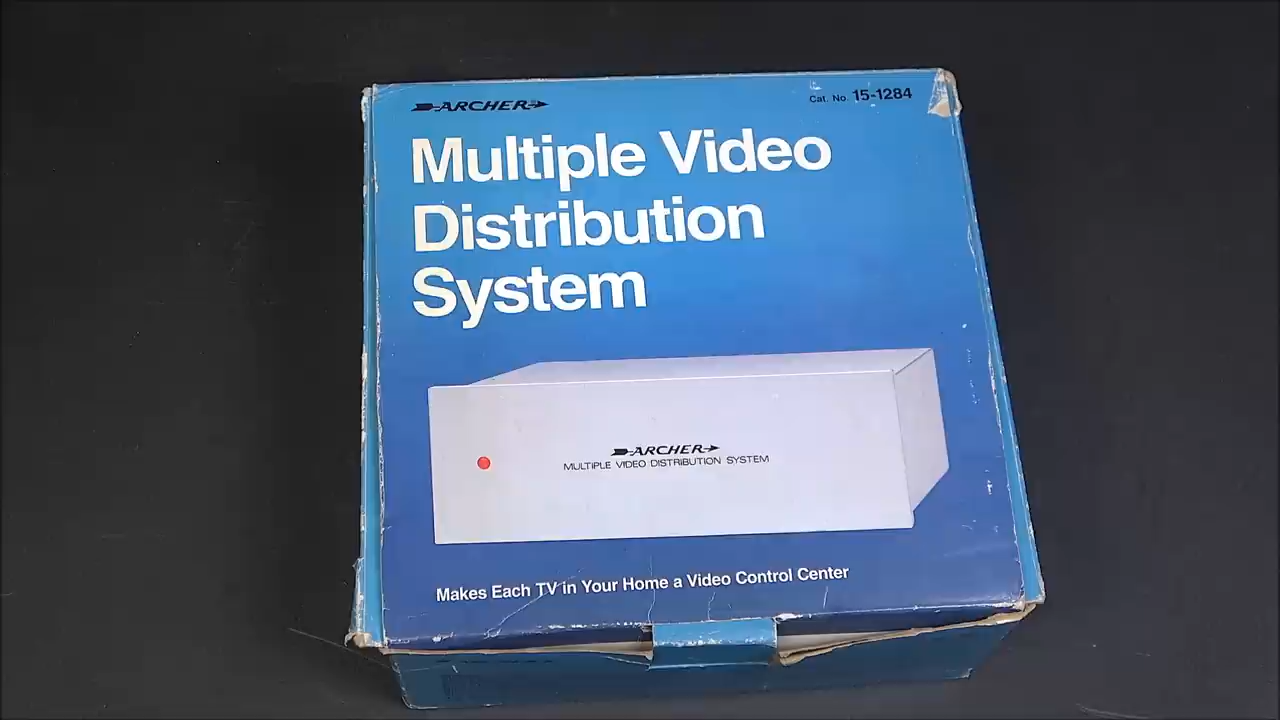 ARCHER
Cat. No. 15-1284
Multiple Video
Distribution
System
ARCHER
MULTIPLE VIDEO DISTRIBUTION SYSTEM
Makes Each TV in Your Home a Video Control Center